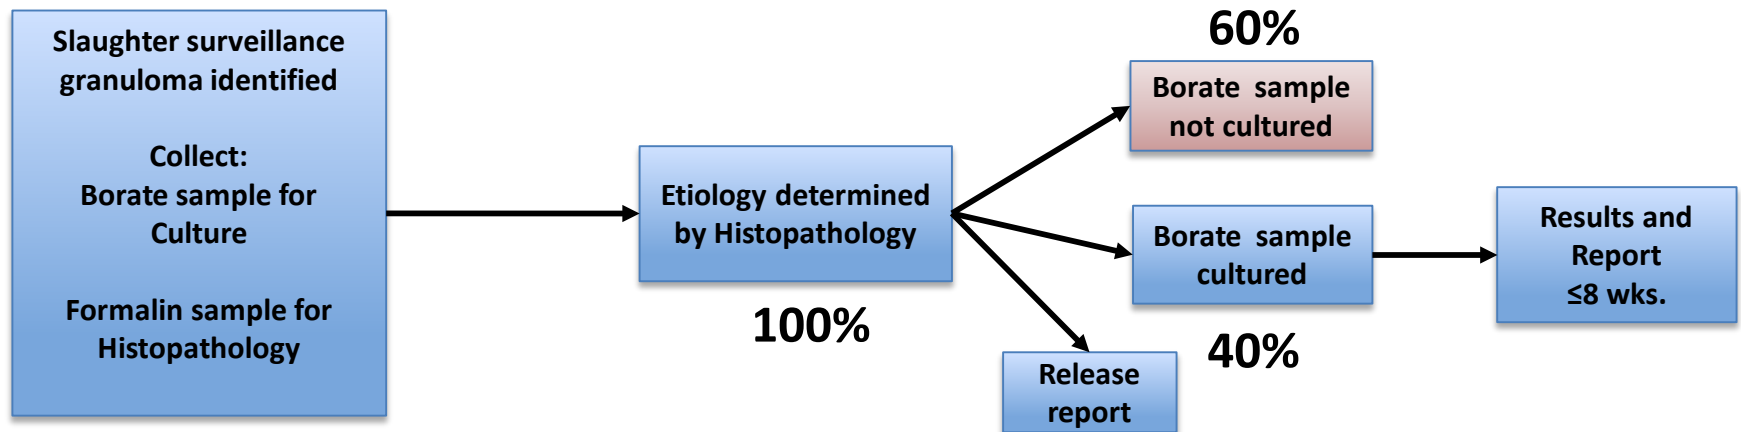 Slaughter surveillance
granuloma identified
Collect:
Borate sample for
Culture
Formalin sample for
Histopathology
Etiology determined
by Histopathology
100%
60%
Borate sample
not cultured
Borate sample
cultured
40%
Release
report
Results and
Report
≤8 wks.